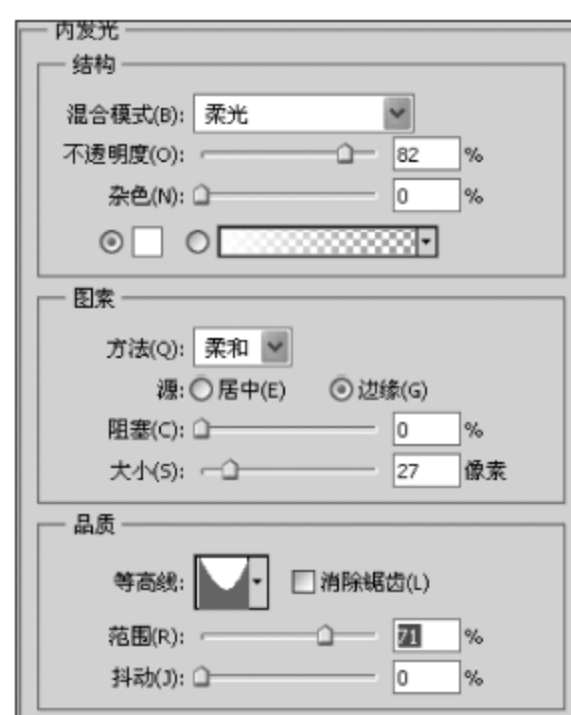 内发光
结构
混合模式(B): 柔光
不透明度(O): 82 %
杂色(N): 0 %
图素
方法(Q): 柔和
源: 居中(E) 边缘(G)
阻塞(C): 0 %
大小(S): 27 像素
品质
等高线: 消除锯齿(L)
范围(R): 71 %
抖动(J): 0 %